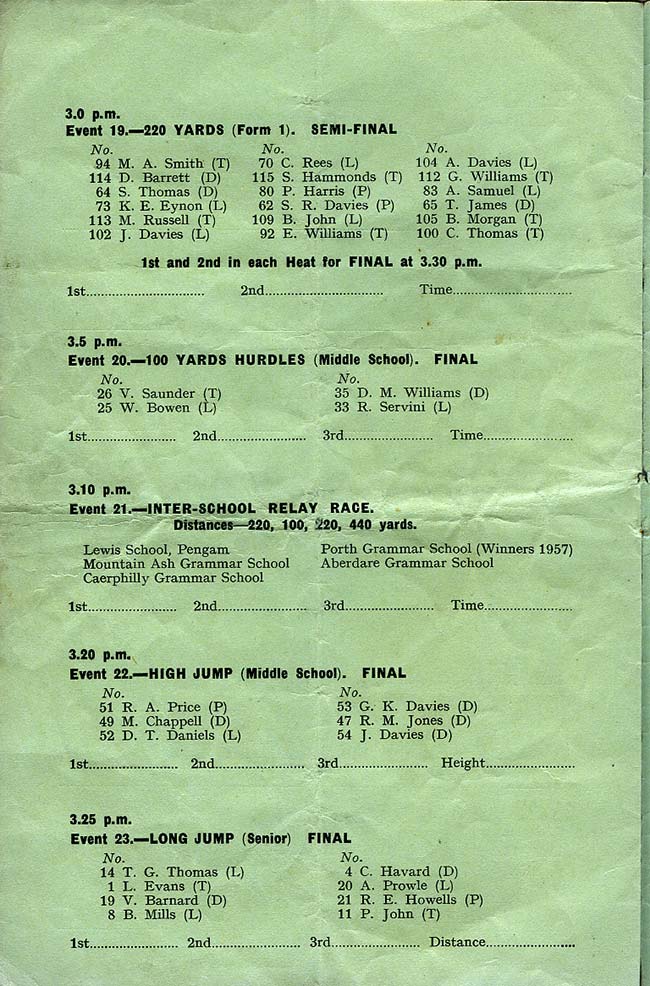 3.0 p.m.
Event 19.—220 YARDS (Form 1). SEMI-FINAL
No. No. No.
94 M. A. Smith (T) 70 C. Rees (L) 104 A. Davies (L)
114 D. Barrett (D) 115 S. Hammonds (T) 112 G. Williams (T)
64 S. Thomas (D) 80 P. Harris (P) 83 A. Samuel (L)
73 K. E. Eynon (L) 62 S. R. Davies (P) 65 T. James (D)
113 M. Russell (T) 109 B. John (L) 105 B. Morgan (T)
102 J. Davies (L) 92 E. Williams (T) 100 C. Thomas (T)
1st and 2nd in each Heat for FINAL at 3.30 p.m.
1st.............................. 2nd.............................. Time..............................
3.5 p.m.
Event 20.—100 YARDS HURDLES (Middle School). FINAL
No. No.
26 V. Saunder (T) 35 D. M. Williams (D)
25 W. Bowen (L) 33 R. Servini (L)
1st...................... 2nd...................... 3rd...................... Time......................
3.10 p.m.
Event 21.—INTER-SCHOOL RELAY RACE.
Distances—220, 100, 220, 440 yards.
Lewis School, Pengam Porth Grammar School (Winners 1957)
Mountain Ash Grammar School Aberdare Grammar School
Caerphilly Grammar School
1st...................... 2nd...................... 3rd...................... Time......................
3.20 p.m.
Event 22.—HIGH JUMP (Middle School). FINAL
No. No.
51 R. A. Price (P) 53 G. K. Davies (D)
49 M. Chappell (D) 47 R. M. Jones (D)
52 D. T. Daniels (L) 54 J. Davies (D)
1st...................... 2nd...................... 3rd...................... Height......................
3.25 p.m.
Event 23.—LONG JUMP (Senior) FINAL
No. No.
14 T. G. Thomas (L) 4 C. Havard (D)
1 L. Evans (T) 20 A. Prowle (L)
19 V. Barnard (D) 21 R. E. Howells (P)
8 B. Mills (L) 11 P. John (T)
1st...................... 2nd...................... 3rd...................... Distance......................